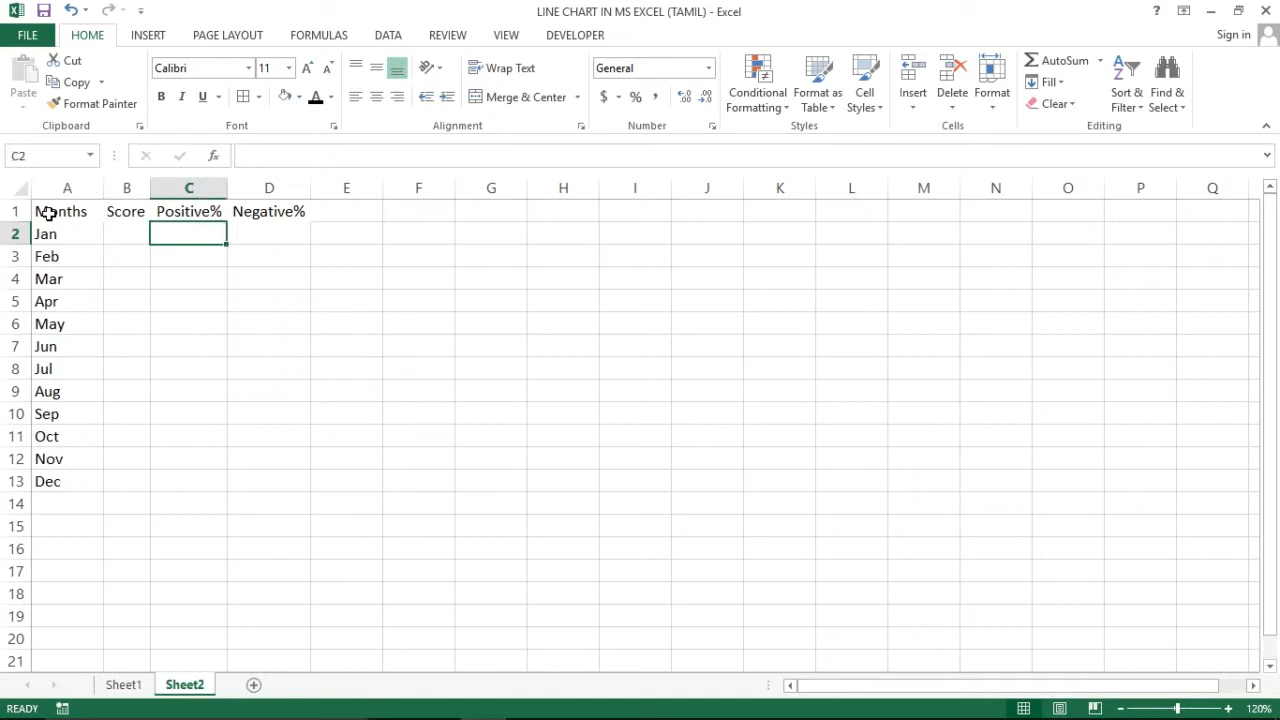 LINE CHART IN MS EXCEL (TAMIL) - Excel
FILE HOME INSERT PAGE LAYOUT FORMULAS DATA REVIEW VIEW DEVELOPER Sign in
Paste Cut Copy Format Painter
Calibri 11
B I U A
Wrap Text
Merge & Center
General
$ % ,
Conditional Formatting
Format as Table
Cell Styles
Insert Delete Format
AutoSum
Fill
Clear
Sort & Filter
Find & Select
Clipboard Font Alignment Number Styles Cells Editing
C2 fx
A B C D E F G H I J K L M N O P Q
1 Months Score Positive% Negative%
2 Jan
3 Feb
4 Mar
5 Apr
6 May
7 Jun
8 Jul
9 Aug
10 Sep
11 Oct
12 Nov
13 Dec
14
15
16
17
18
19
20
21
Sheet1 Sheet2
READY 120%